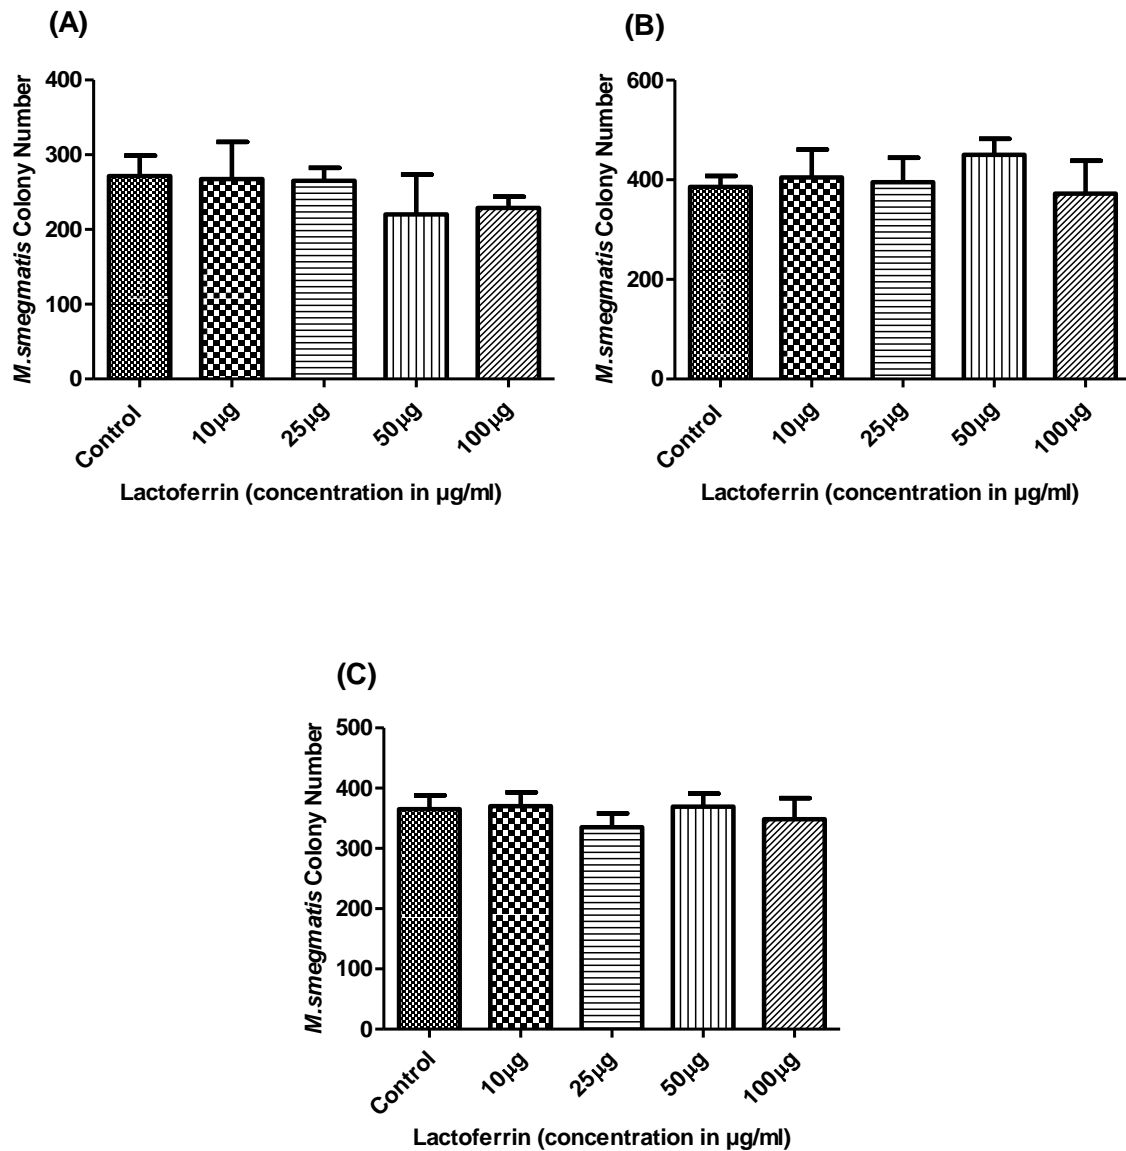 (A)
M.smegmatis Colony Number
400
300
200
100
0
Control
10µg
25µg
50µg
100µg
Lactoferrin (concentration in µg/ml)
(B)
M.smegmatis Colony Number
600
400
200
0
Control
10µg
25µg
50µg
100µg
Lactoferrin (concentration in µg/ml)
(C)
M.smegmatis Colony Number
500
400
300
200
100
0
Control
10µg
25µg
50µg
100µg
Lactoferrin (concentration in µg/ml)